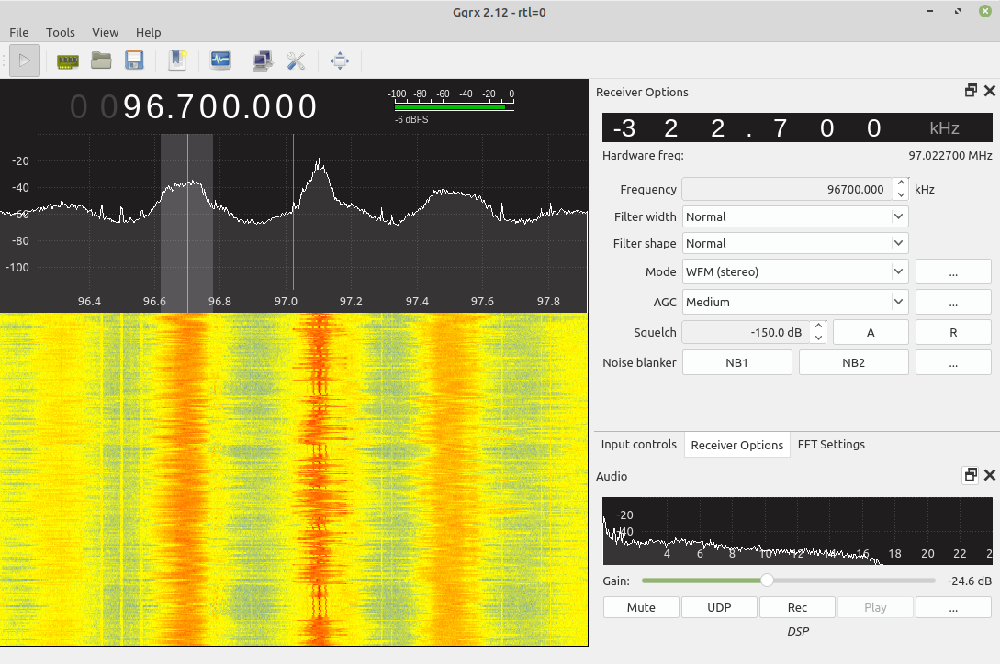 Gqrx 2.12 - rtl=0
File Tools View Help
0 096.700.000
-100 -80 -60 -40 -20 0
-6 dBFS
-20
-40
-60
-80
-100
96.4 96.6 96.8 97.0 97.2 97.4 97.6 97.8
Receiver Options
-3 2 2 . 7 0 0 kHz
Hardware freq: 97.022700 MHz
Frequency 96700.000 kHz
Filter width Normal
Filter shape Normal
Mode WFM (stereo) ...
AGC Medium ...
Squelch -150.0 dB A R
Noise blanker NB1 NB2 ...
Input controls Receiver Options FFT Settings
Audio
-20
-40
4 6 8 10 12 14 16 18 20 22 2
Gain: -24.6 dB
Mute UDP Rec Play ...
DSP